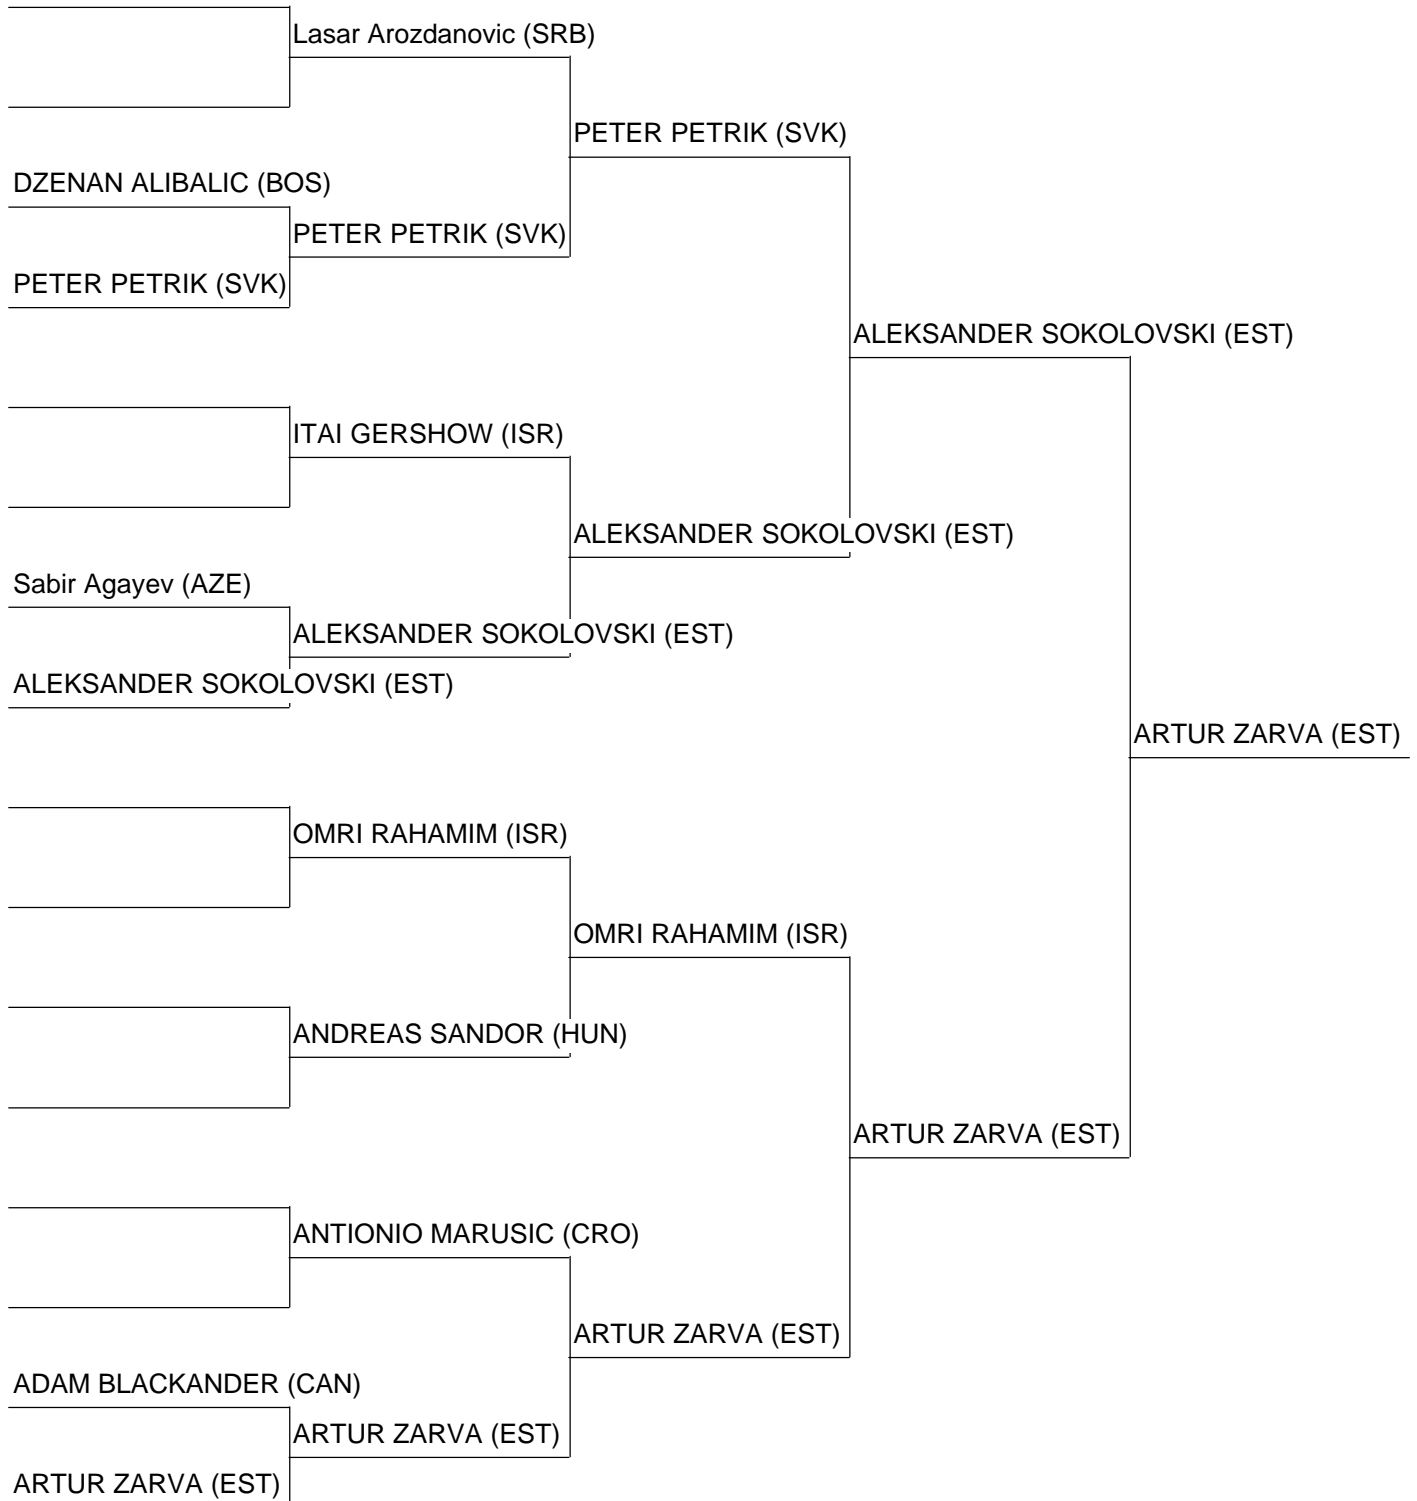 Lasar Arozdanovic (SRB)
PETER PETRIK (SVK)
DZENAN ALIBALIC (BOS)
PETER PETRIK (SVK)
PETER PETRIK (SVK)
ALEKSANDER SOKOLOVSKI (EST)
ITAI GERSHOW (ISR)
ALEKSANDER SOKOLOVSKI (EST)
Sabir Agayev (AZE)
ALEKSANDER SOKOLOVSKI (EST)
ALEKSANDER SOKOLOVSKI (EST)
ARTUR ZARVA (EST)
OMRI RAHAMIM (ISR)
OMRI RAHAMIM (ISR)
ANDREAS SANDOR (HUN)
ARTUR ZARVA (EST)
ANTIONIO MARUSIC (CRO)
ARTUR ZARVA (EST)
ADAM BLACKANDER (CAN)
ARTUR ZARVA (EST)
ARTUR ZARVA (EST)